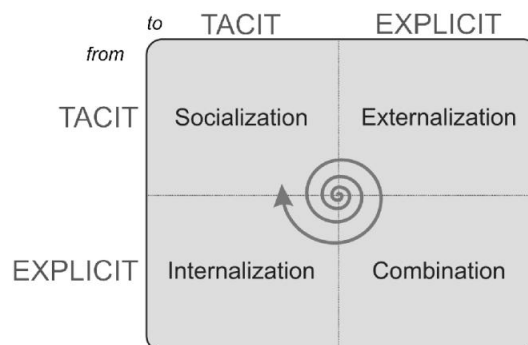 to TACIT EXPLICIT
from
TACIT Socialization Externalization
EXPLICIT Internalization Combination